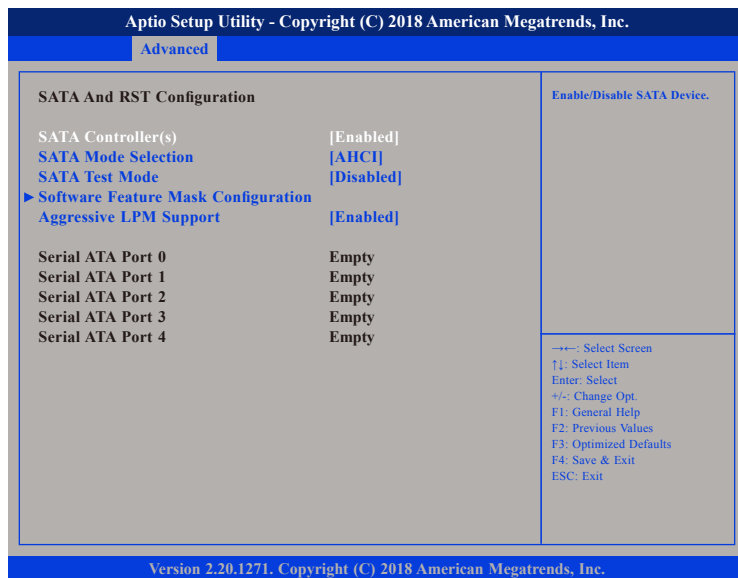 Aptio Setup Utility - Copyright (C) 2018 American Megatrends, Inc.
Advanced
SATA And RST Configuration
SATA Controller(s) [Enabled]
SATA Mode Selection [AHCI]
SATA Test Mode [Disabled]
►Software Feature Mask Configuration
Aggressive LPM Support [Enabled]
Serial ATA Port 0 Empty
Serial ATA Port 1 Empty
Serial ATA Port 2 Empty
Serial ATA Port 3 Empty
Serial ATA Port 4 Empty
Enable/Disable SATA Device.
→←: Select Screen
↑↓: Select Item
Enter: Select
+/-: Change Opt.
F1: General Help
F2: Previous Values
F3: Optimized Defaults
F4: Save & Exit
ESC: Exit
Version 2.20.1271. Copyright (C) 2018 American Megatrends, Inc.